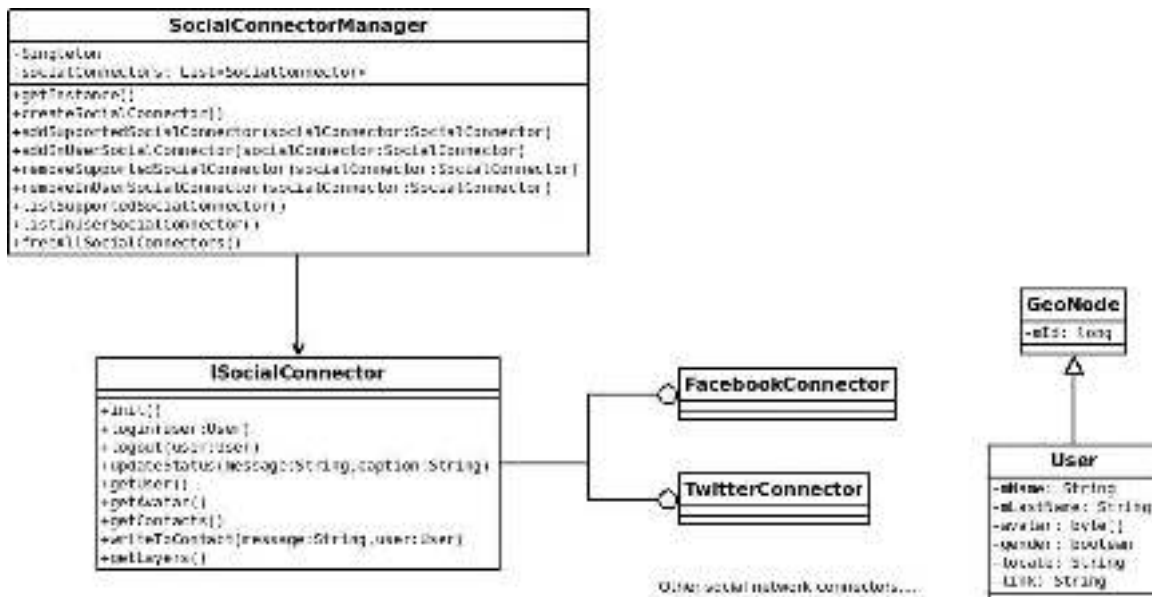 SocialConnectorManager
-Singleton
-socialConnectors: List<SocialConnector>
+getInstance()
+createSocialConnector()
+addSupportedSocialConnector(socialConnector:SocialConnector)
+addInUserSocialConnector(socialConnector:SocialConnector)
+removeSupportedSocialConnector(socialConnector:SocialConnector)
+removeInUserSocialConnector(socialConnector:SocialConnector)
+listSupportedSocialConnector()
+listInUserSocialConnector()
+freeAllSocialConnectors()
GeoNode
-mId: long
ISocialConnector
+init()
+login(user:User)
+logout(user:User)
+updateStatus(message:String,caption:String)
+getUser()
+getAvatar()
+getContacts()
+writeToContact(message:String,user:User)
+getLayers()
FacebookConnector
TwitterConnector
User
-mName: String
-mLastName: String
-avatar: byte[]
-gender: boolean
-locale: String
-link: String
Other social network connectors...